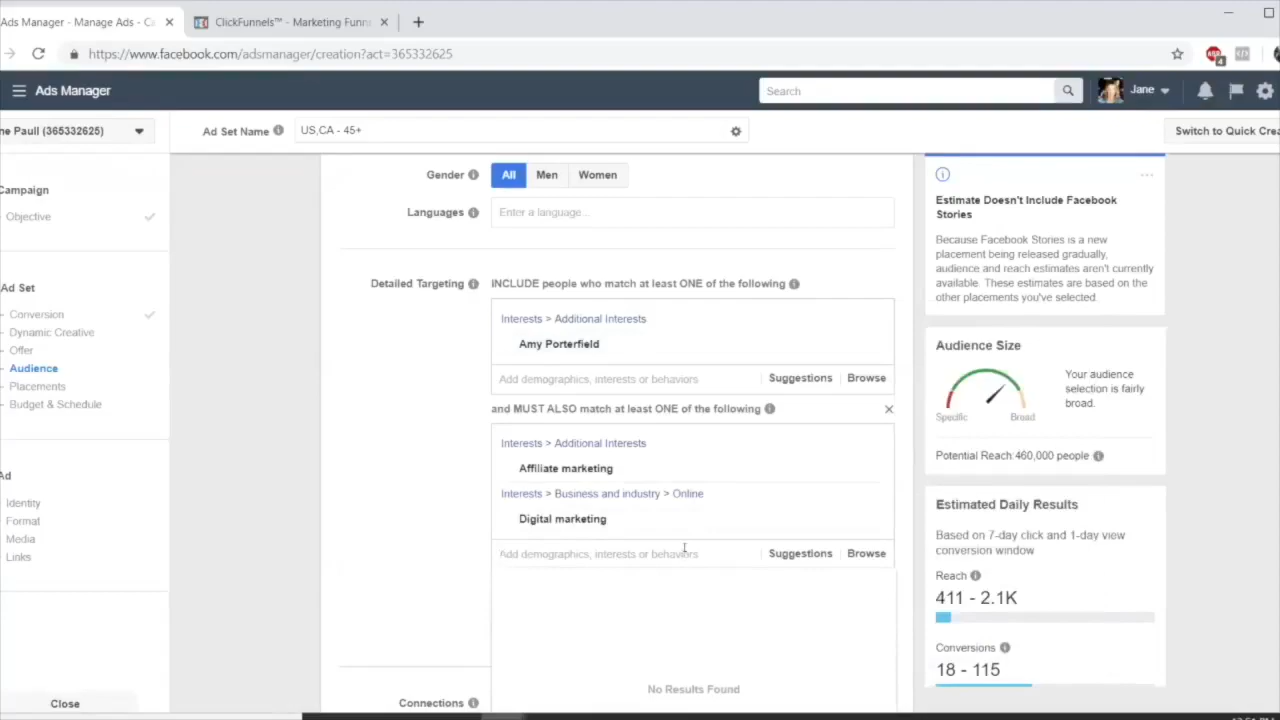 Ads Manager - Manage Ads - Ca
ClickFunnels™ - Marketing Funn
https://www.facebook.com/adsmanager/creation?act=365332625
4
Ads Manager
Search
Jane
ne Paull (365332625)
Ad Set Name
US,CA - 45+
Switch to Quick Crea
Campaign
Objective
Ad Set
Conversion
Dynamic Creative
Offer
Audience
Placements
Budget & Schedule
Ad
Identity
Format
Media
Links
Close
Gender
All
Men
Women
Languages
Enter a language...
Detailed Targeting
INCLUDE people who match at least ONE of the following
Interests > Additional Interests
Amy Porterfield
Add demographics, interests or behaviors
Suggestions
Browse
and MUST ALSO match at least ONE of the following
Interests > Additional Interests
Affiliate marketing
Interests > Business and industry > Online
Digital marketing
Add demographics, interests or behaviors
Suggestions
Browse
No Results Found
Connections
Estimate Doesn't Include Facebook
Stories
Because Facebook Stories is a new
placement being released gradually,
audience and reach estimates aren't currently
available. These estimates are based on the
other placements you've selected.
Audience Size
Specific
Broad
Your audience
selection is fairly
broad.
Potential Reach:460,000 people
Estimated Daily Results
Based on 7-day click and 1-day view
conversion window
Reach
411 - 2.1K
Conversions
18 - 115